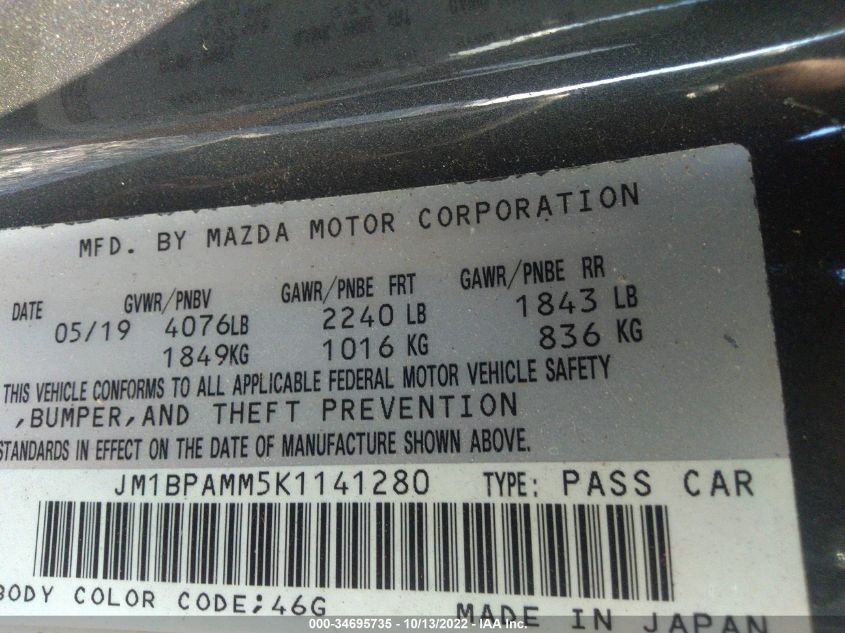 MFD. BY MAZDA MOTOR CORPORATION
DATE GVWR/PNBV GAWR/PNBE FRT GAWR/PNBE RR
05/19 4076LB 2240 LB 1843 LB
1849KG 1016 KG 836 KG
THIS VEHICLE CONFORMS TO ALL APPLICABLE FEDERAL MOTOR VEHICLE SAFETY
,BUMPER,AND THEFT PREVENTION
STANDARDS IN EFFECT ON THE DATE OF MANUFACTURE SHOWN ABOVE.
JM1BPAMM5K1141280 TYPE: PASS CAR
BODY COLOR CODE;46G MADE IN JAPAN
000-34695735 - 10/13/2022 - IAA Inc.